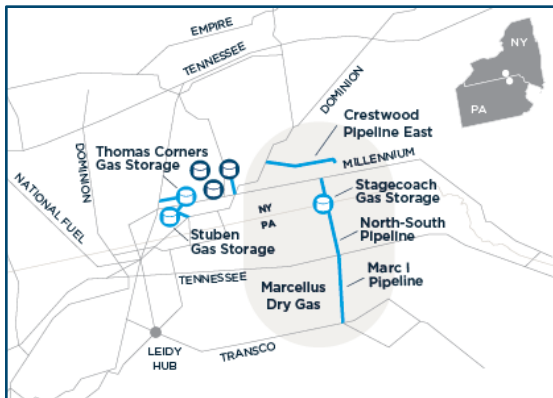 EMPIRE
TENNESSEE
DOMINION
NY
PA
Crestwood
Pipeline East
DOMINION
Thomas Corners
Gas Storage
MILLENNIUM
NATIONAL FUEL
Stagecoach
Gas Storage
NY
PA
Stuben
Gas Storage
North-South
Pipeline
TENNESSEE
Marcellus
Dry Gas
Marc I
Pipeline
LEIDY
HUB
TRANSCO